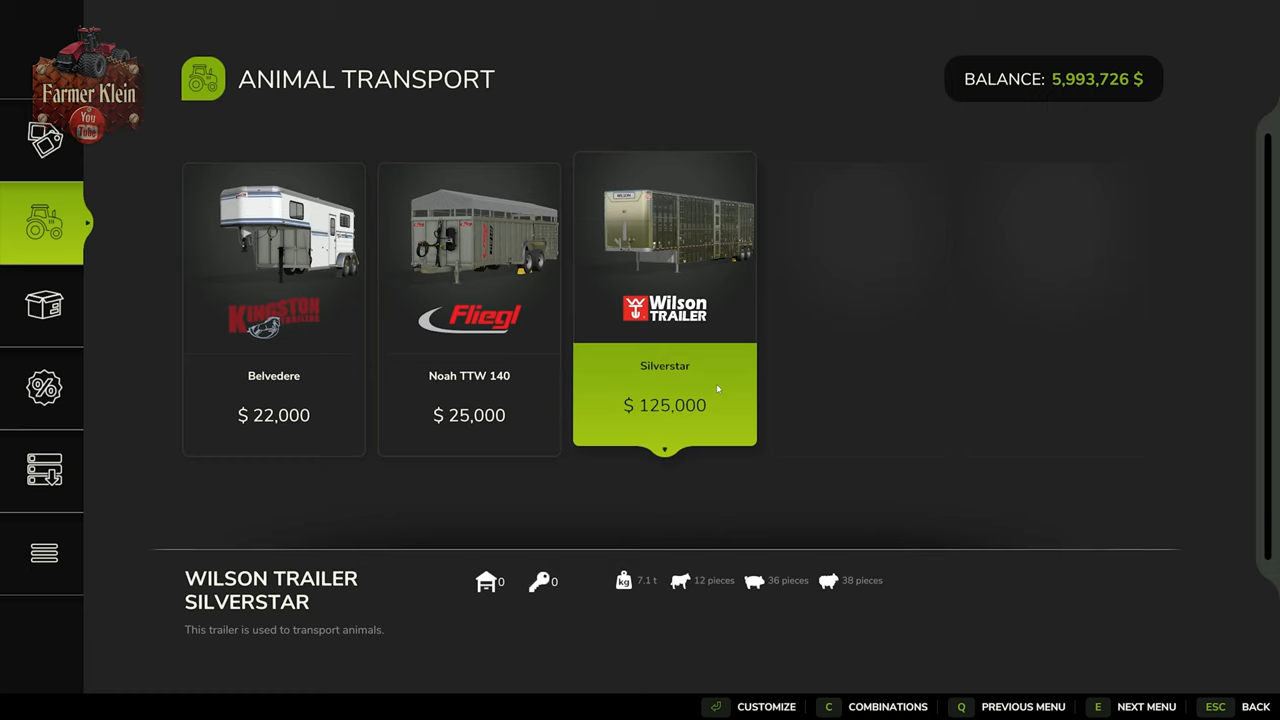 Farmer Klein
You
Tube
ANIMAL TRANSPORT
BALANCE: 5,993,726 $
KINGSTON
TRAILERS
Belvedere
$ 22,000
Fliegl
Noah TTW 140
$ 25,000
WILSON
Wilson
TRAILER
Silverstar
$ 125,000
WILSON TRAILER
SILVERSTAR
0
0
kg 7.1 t
12 pieces
36 pieces
38 pieces
This trailer is used to transport animals.
CUSTOMIZE
C COMBINATIONS
Q PREVIOUS MENU
E NEXT MENU
ESC BACK